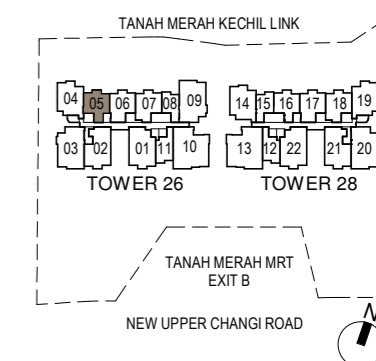 TANAH MERAH KECHIL LINK
04 05 06 07 08 09 14 15 16 17 18 19
03 02 01 11 10 13 12 22 21 20
TOWER 26 TOWER 28
TANAH MERAH MRT
EXIT B
NEW UPPER CHANGI ROAD
N